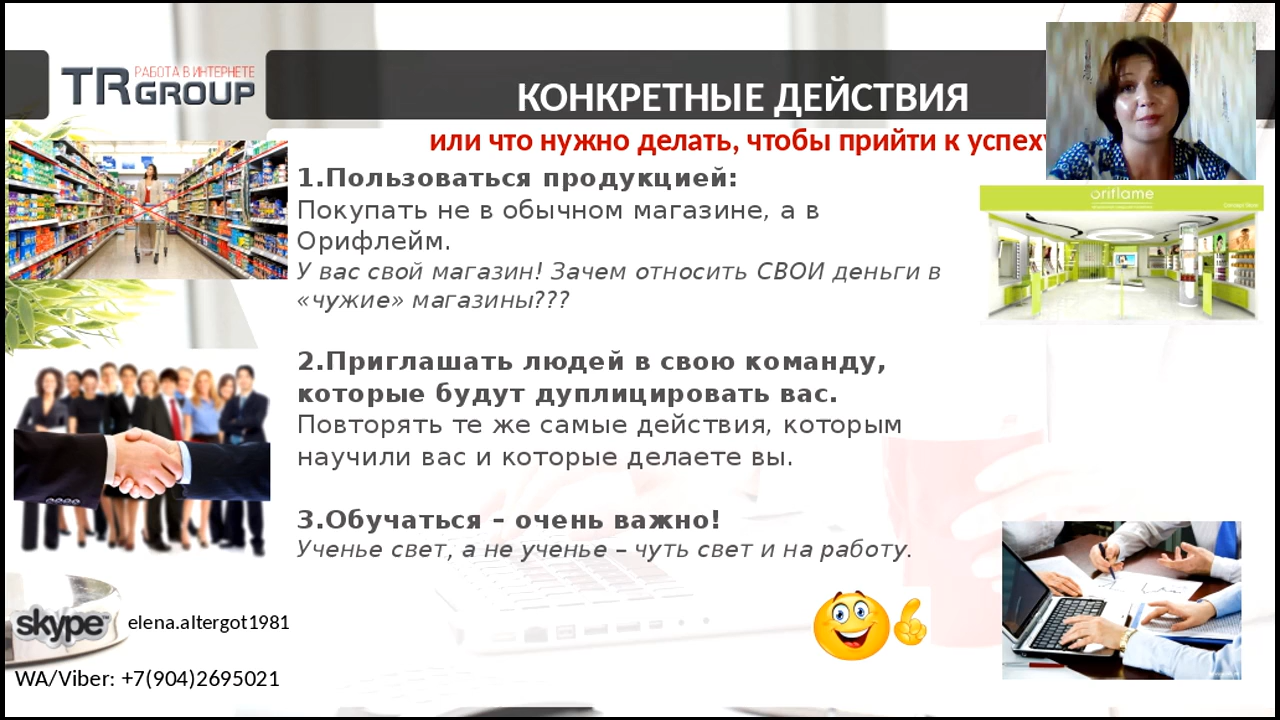 РАБОТА В ИНТЕРНЕТЕ
TRGROUP
КОНКРЕТНЫЕ ДЕЙСТВИЯ
или что нужно делать, чтобы прийти к успеху
1.Пользоваться продукцией:
Покупать не в обычном магазине, а в
Орифлейм.
У вас свой магазин! Зачем относить СВОИ деньги в
«чужие» магазины???
oriflame
2.Приглашать людей в свою команду,
которые будут дуплицировать вас.
Повторять те же самые действия, которым
научили вас и которые делаете вы.
3.Обучаться – очень важно!
Ученье свет, а не ученье – чуть свет и на работу.
skype elena.altergot1981
WA/Viber: +7(904)2695021